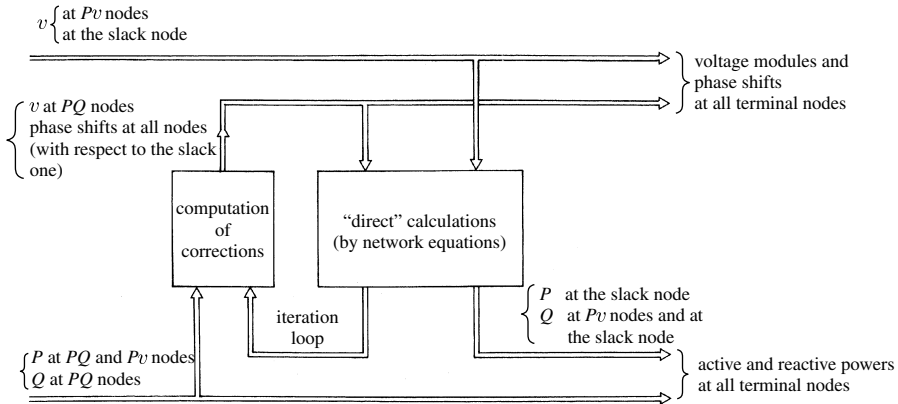 v { at Pv nodes
at the slack node
voltage modules and
phase shifts
at all terminal nodes
v at PQ nodes
phase shifts at all nodes
(with respect to the slack
one)
computation
of
corrections
“direct” calculations
(by network equations)
iteration
loop
P at the slack node
Q at Pv nodes and at
the slack node
P at PQ and Pv nodes
Q at PQ nodes
active and reactive powers
at all terminal nodes